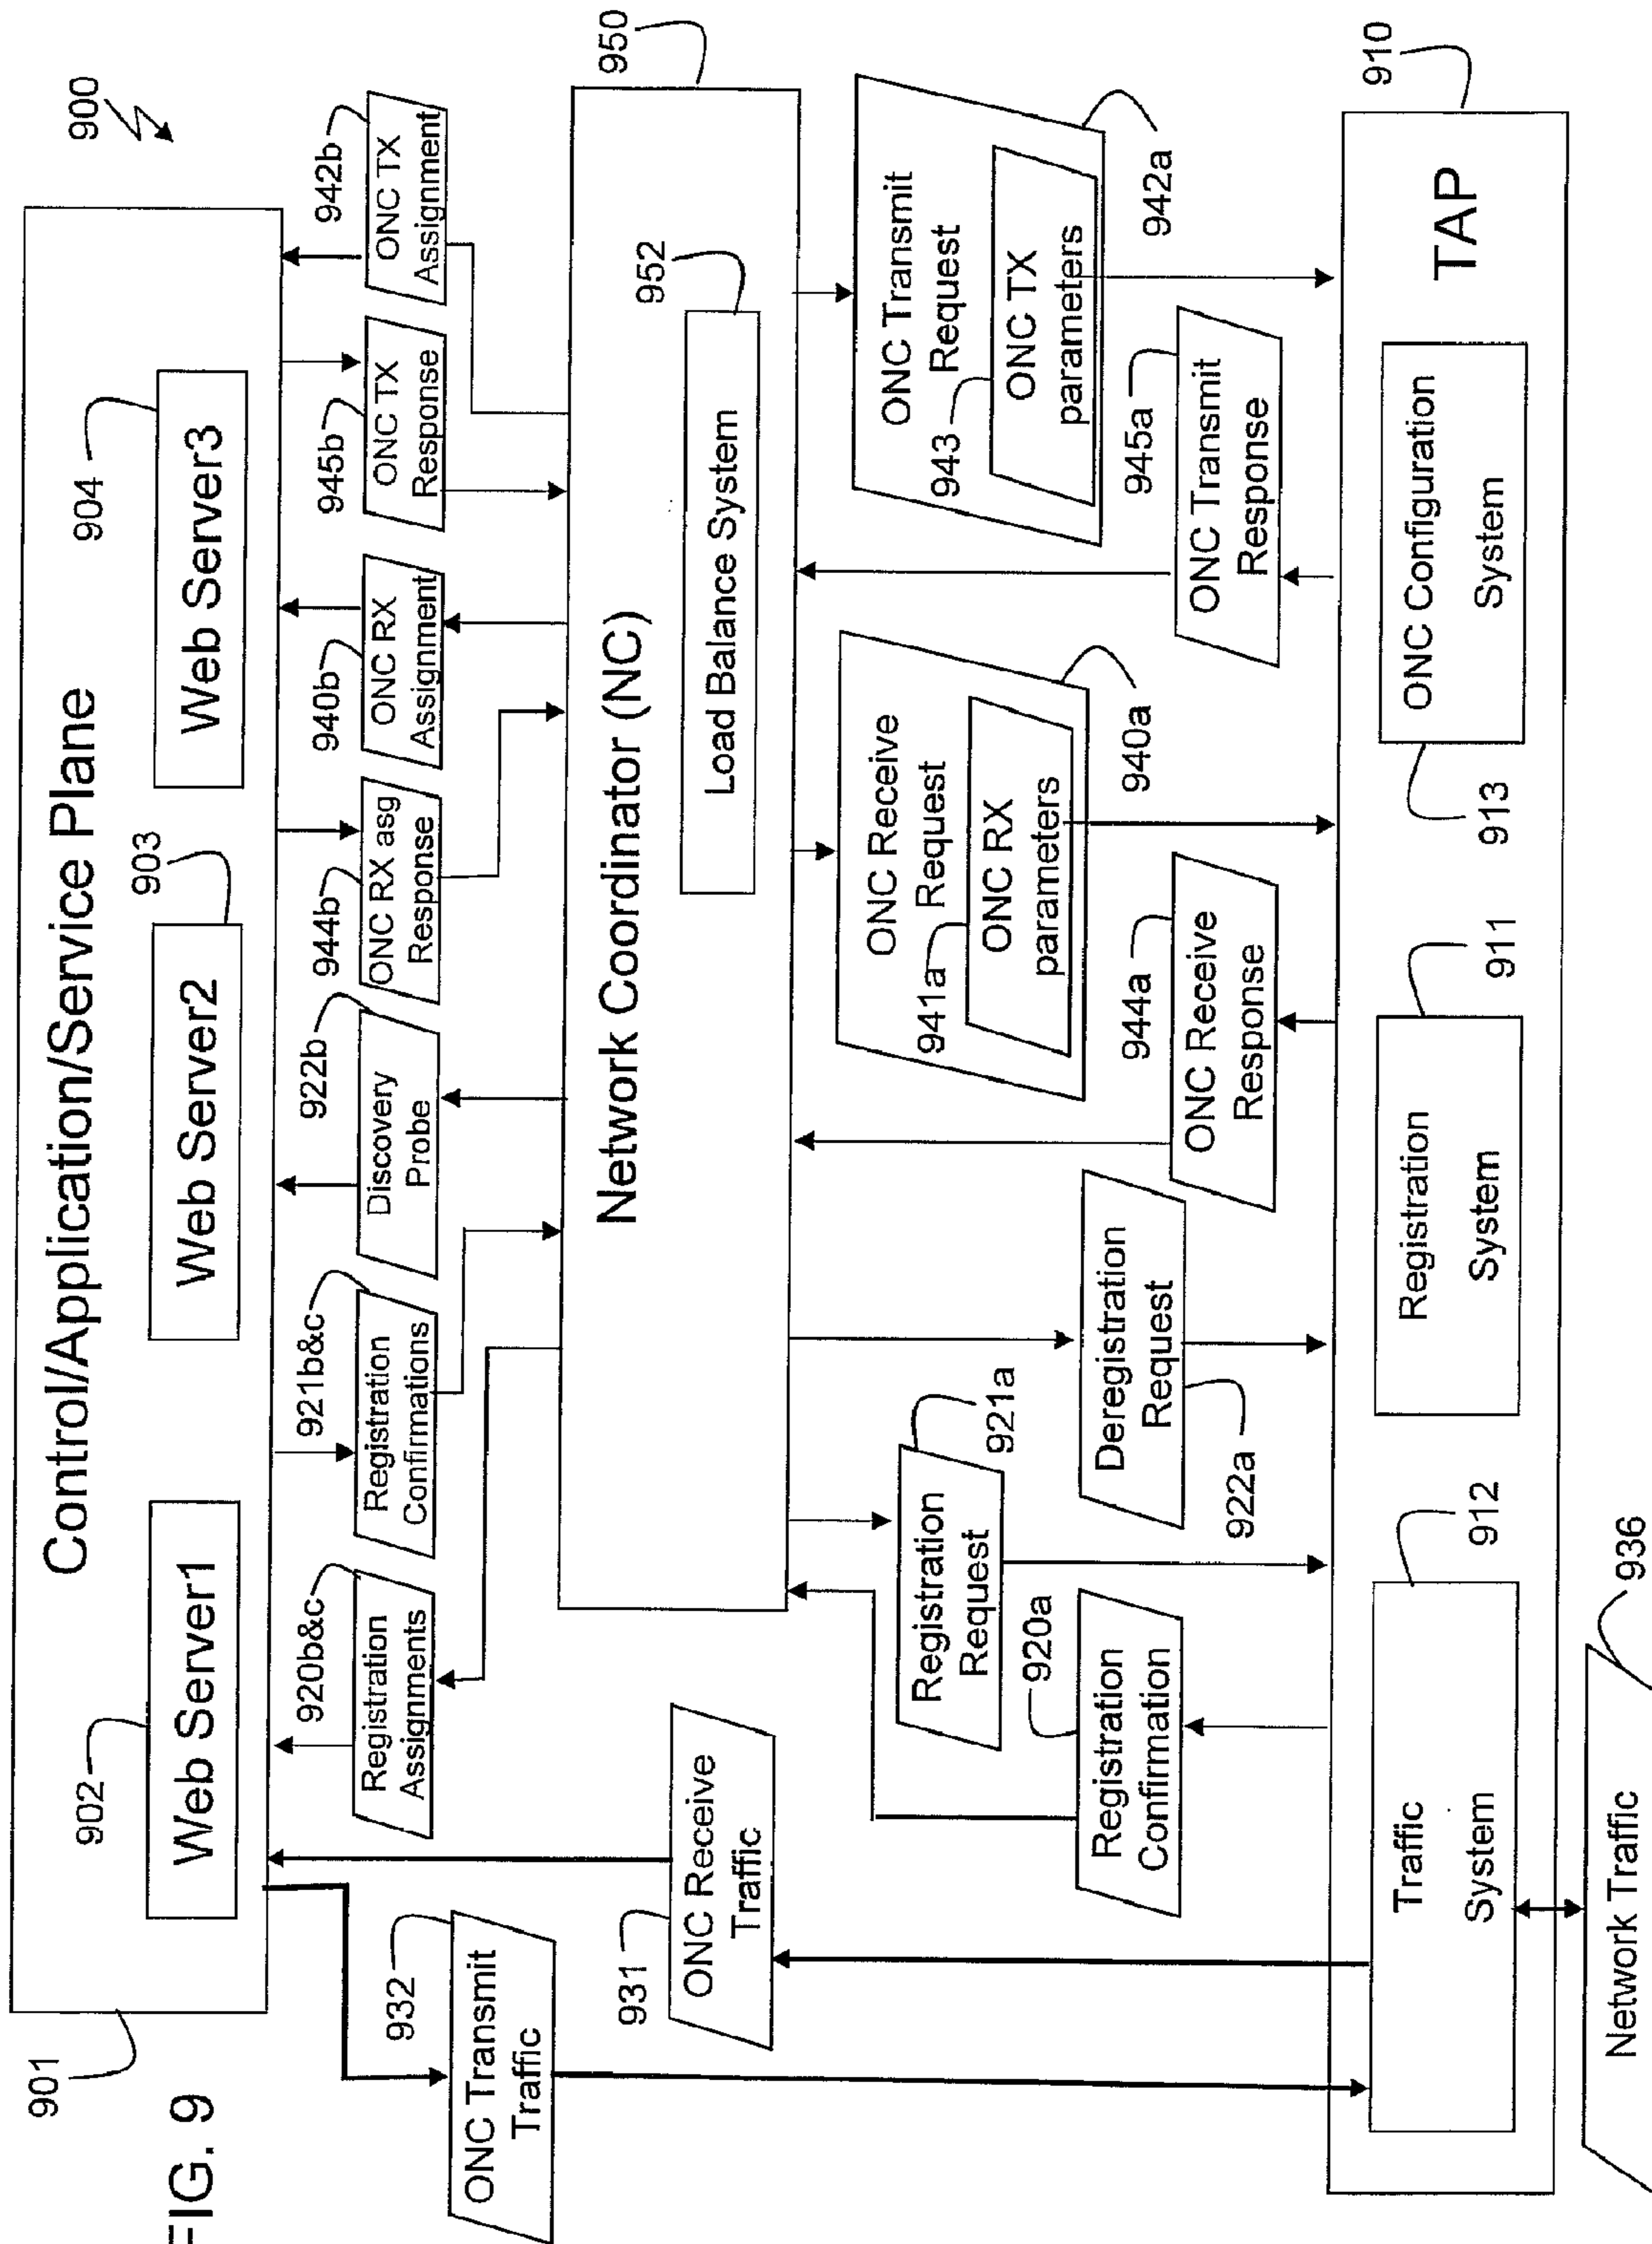 FIG. 9
900
901
Control/Application/Service Plane
902
Web Server1
903
Web Server2
904
Web Server3
920b&c
Registration
Assignments
921b&c
Registration
Confirmations
922b
Discovery
Probe
944b
ONC RX asg
Response
940b
ONC RX
Assignment
945b
ONC TX
Response
942b
ONC TX
Assignment
932
ONC Transmit
Traffic
931
ONC Receive
Traffic
950
Network Coordinator (NC)
952
Load Balance System
921a
Registration
Request
920a
Registration
Confirmation
Deregistration
Request
922a
ONC Receive
Request
941a
ONC RX
parameters
940a
944a
ONC Receive
Response
ONC Transmit
Request
943
ONC TX
parameters
942a
945a
ONC Transmit
Response
910
TAP
912
Traffic
System
911
Registration
System
913
ONC Configuration
System
936
Network Traffic